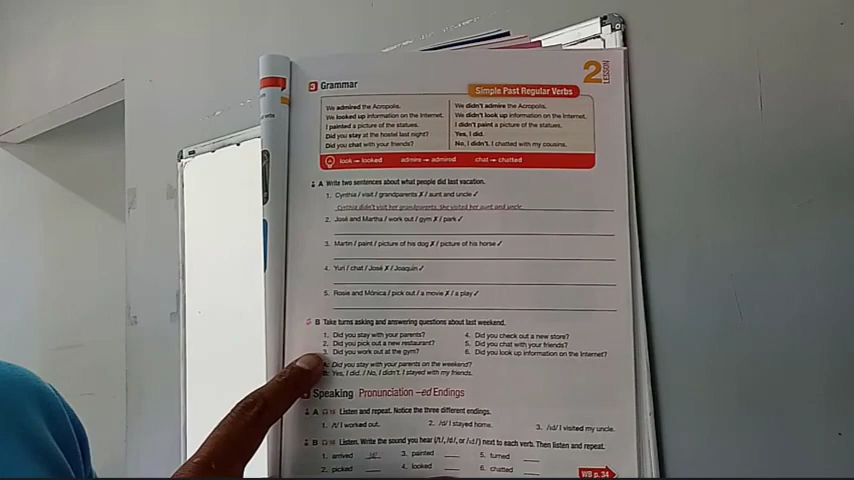 2 LESSON
3 Grammar
Simple Past Regular Verbs
We admired the Acropolis. We didn't admire the Acropolis.
We looked up information on the Internet. We didn't look up information on the Internet.
I painted a picture of the statues. I didn't paint a picture of the statues.
Did you stay at the hostel last night? Yes, I did.
Did you chat with your friends? No, I didn't. I chatted with my cousins.
look → looked admire → admired chat → chatted
A Write two sentences about what people did last vacation.
1. Cynthia / visit / grandparents ✗ / aunt and uncle ✓
Cynthia didn't visit her grandparents. She visited her aunt and uncle.
2. José and Martha / work out / gym ✗ / park ✓
3. Martin / paint / picture of his dog ✗ / picture of his horse ✓
4. Yuri / chat / José ✗ / Joaquin ✓
5. Rosie and Mónica / pick out / a movie ✗ / a play ✓
B Take turns asking and answering questions about last weekend.
1. Did you stay with your parents? 4. Did you check out a new store?
2. Did you pick out a new restaurant? 5. Did you chat with your friends?
3. Did you work out at the gym? 6. Did you look up information on the Internet?
A: Did you stay with your parents on the weekend?
B: Yes, I did. / No, I didn't. I stayed with my friends.
Speaking Pronunciation –ed Endings
A 15 Listen and repeat. Notice the three different endings.
1. /t/ I worked out. 2. /d/ I stayed home. 3. /ɪd/ I visited my uncle.
B 16 Listen. Write the sound you hear (/t/, /d/, or /ɪd/) next to each verb. Then listen and repeat.
1. arrived /d/ 3. painted 5. turned
2. picked 4. looked 6. chatted
WB p. 34